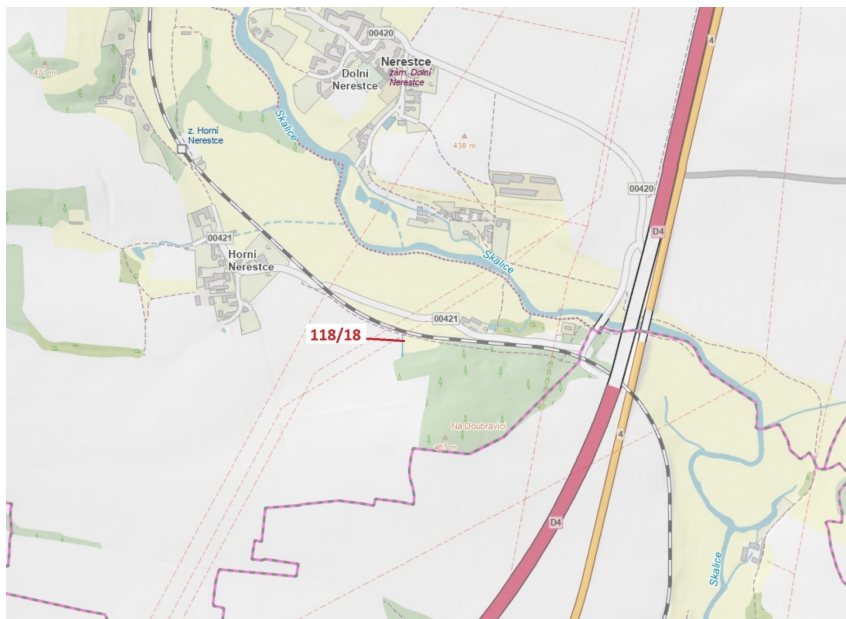 00420
4
Nerestce
zám. Dolní
Nerestce
Dolní
Nerestce
471 m
Skalice
z. Horní
Nerestce
438 m
00420
D4
00421
Horní
Nerestce
Skalice
00421
118/18
Na Doubravici
4
D4
Skalice